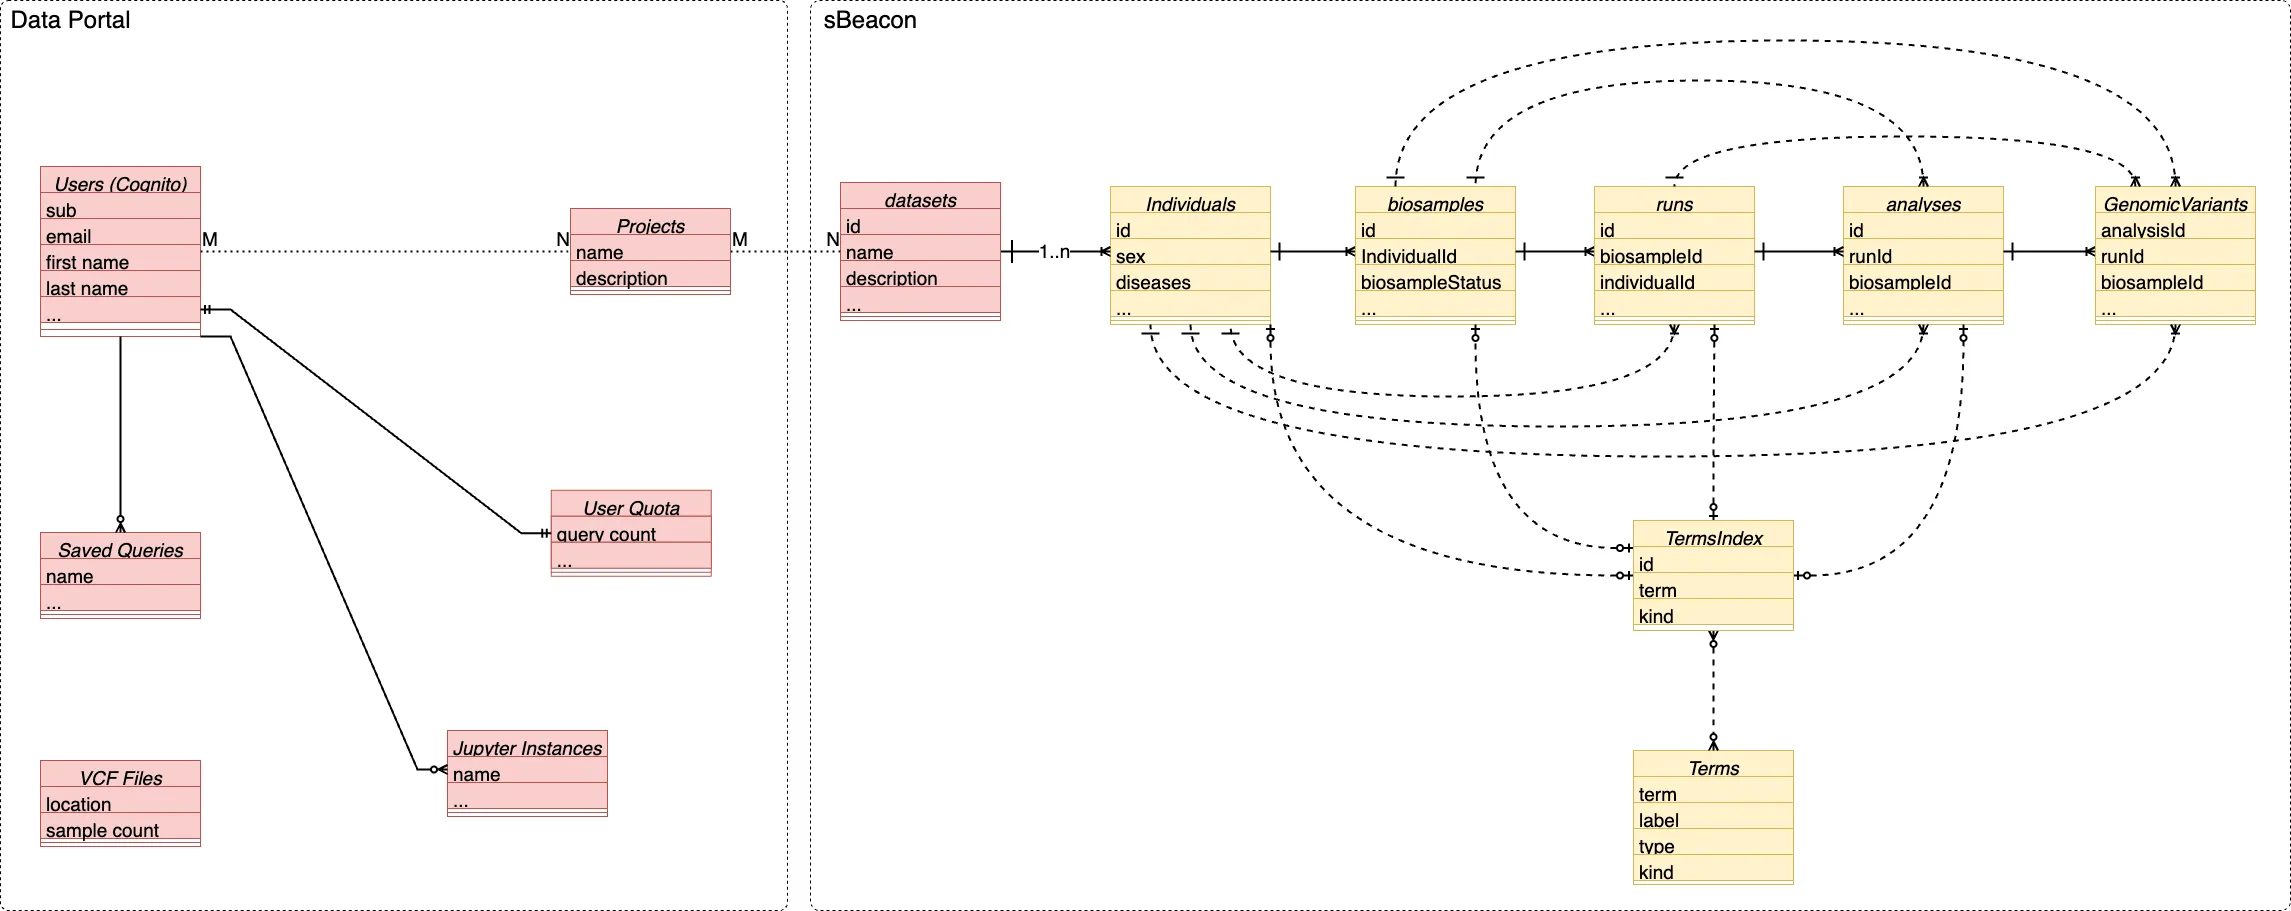 Data Portal
Users (Cognito)
sub
email
first name
last name
...
M
N
Projects
name
description
M
Saved Queries
name
...
User Quota
query count
...
Jupyter Instances
name
...
VCF Files
location
sample count
sBeacon
N
datasets
id
name
description
...
1..n
Individuals
id
sex
diseases
...
biosamples
id
IndividualId
biosampleStatus
...
runs
id
biosampleId
individualId
...
analyses
id
runId
biosampleId
...
GenomicVariants
analysisId
runId
biosampleId
...
TermsIndex
id
term
kind
Terms
term
label
type
kind